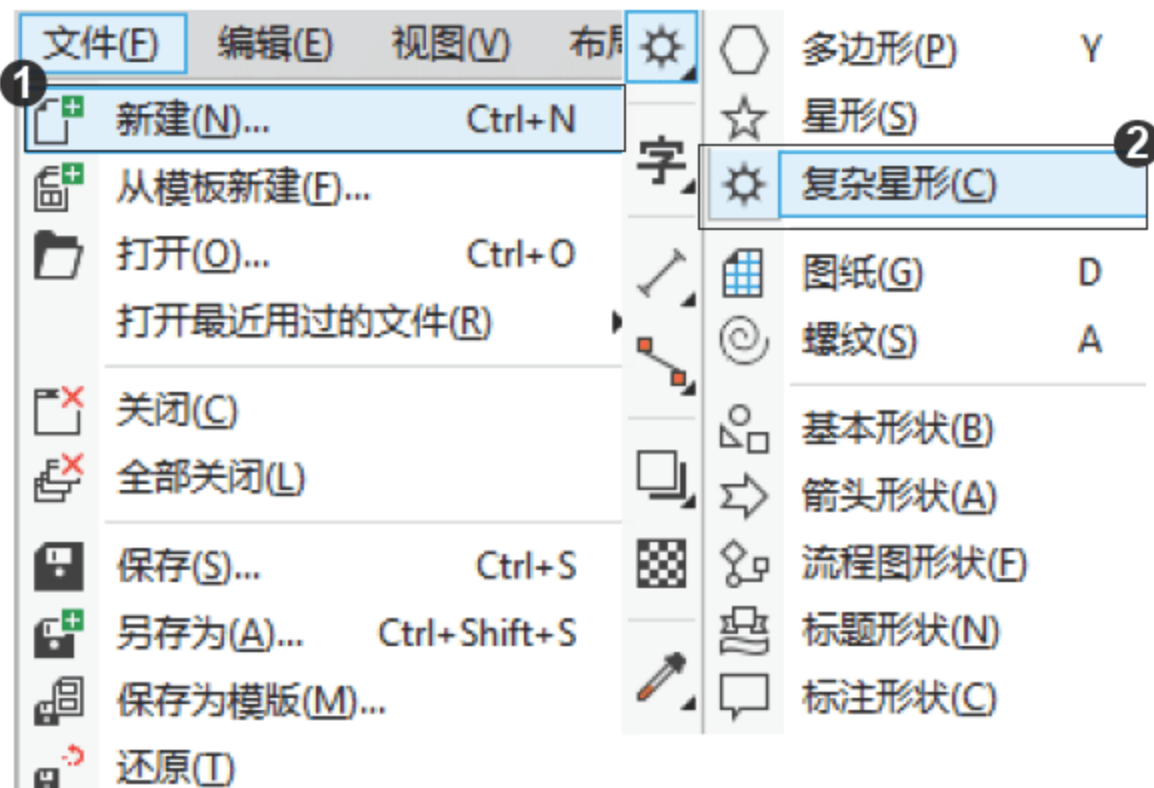 文件(F) 编辑(E) 视图(V) 布局
1
新建(N)... Ctrl+N
从模板新建(F)...
打开(O)... Ctrl+O
打开最近用过的文件(R)
关闭(C)
全部关闭(L)
保存(S)... Ctrl+S
另存为(A)... Ctrl+Shift+S
保存为模版(M)...
还原(T)
字
多边形(P) Y
星形(S)
2
复杂星形(C)
图纸(G) D
螺纹(S) A
基本形状(B)
箭头形状(A)
流程图形状(F)
标题形状(N)
标注形状(C)